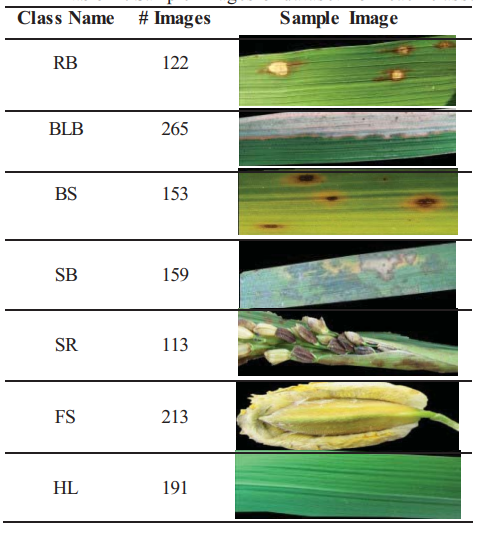 Class Name # Images Sample Image
RB 122
BLB 265
BS 153
SB 159
SR 113
FS 213
HL 191